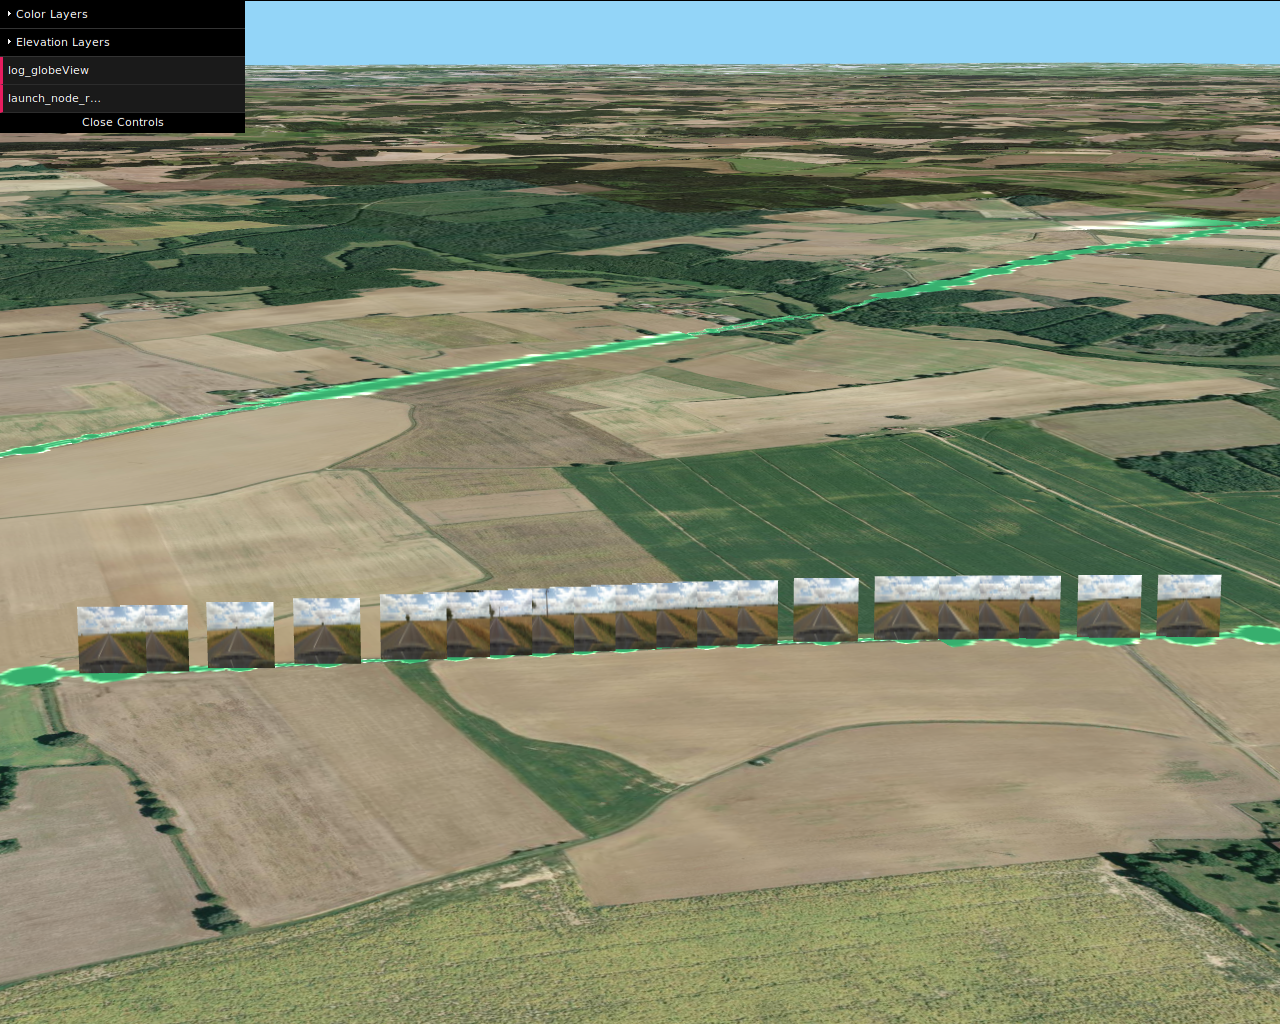 Color Layers
Elevation Layers
log_globeView
launch_node_r...
Close Controls